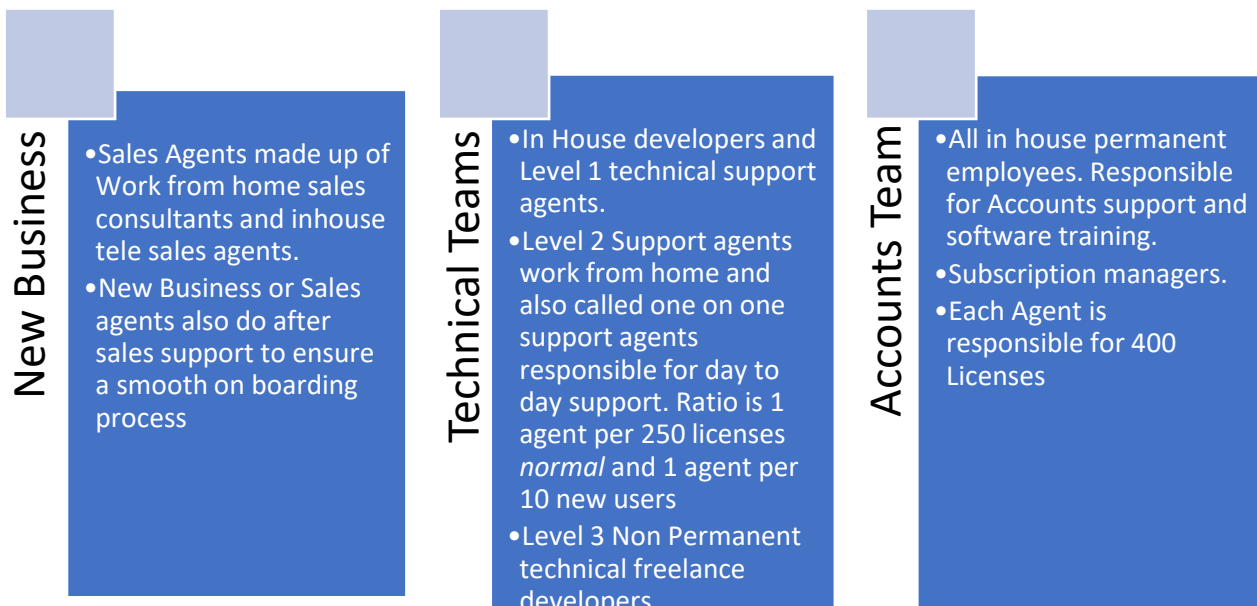 New Business
•Sales Agents made up of
Work from home sales
consultants and inhouse
tele sales agents.
•New Business or Sales
agents also do after
sales support to ensure
a smooth on boarding
process
Technical Teams
•In House developers and
Level 1 technical support
agents.
•Level 2 Support agents
work from home and
also called one on one
support agents
responsible for day to
day support. Ratio is 1
agent per 250 licenses
normal and 1 agent per
10 new users
•Level 3 Non Permanent
technical freelance
developers
Accounts Team
•All in house permanent
employees. Responsible
for Accounts support and
software training.
•Subscription managers.
•Each Agent is
responsible for 400
Licenses